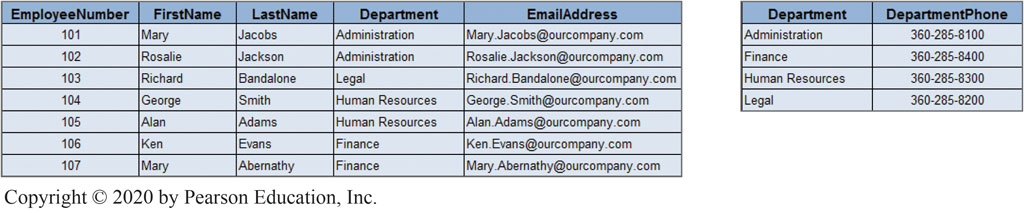 EmployeeNumber FirstName LastName Department EmailAddress
101 Mary Jacobs Administration Mary.Jacobs@ourcompany.com
102 Rosalie Jackson Administration Rosalie.Jackson@ourcompany.com
103 Richard Bandalone Legal Richard.Bandalone@ourcompany.com
104 George Smith Human Resources George.Smith@ourcompany.com
105 Alan Adams Human Resources Alan.Adams@ourcompany.com
106 Ken Evans Finance Ken.Evans@ourcompany.com
107 Mary Abernathy Finance Mary.Abernathy@ourcompany.com
Department DepartmentPhone
Administration 360-285-8100
Finance 360-285-8400
Human Resources 360-285-8300
Legal 360-285-8200
Copyright © 2020 by Pearson Education, Inc.